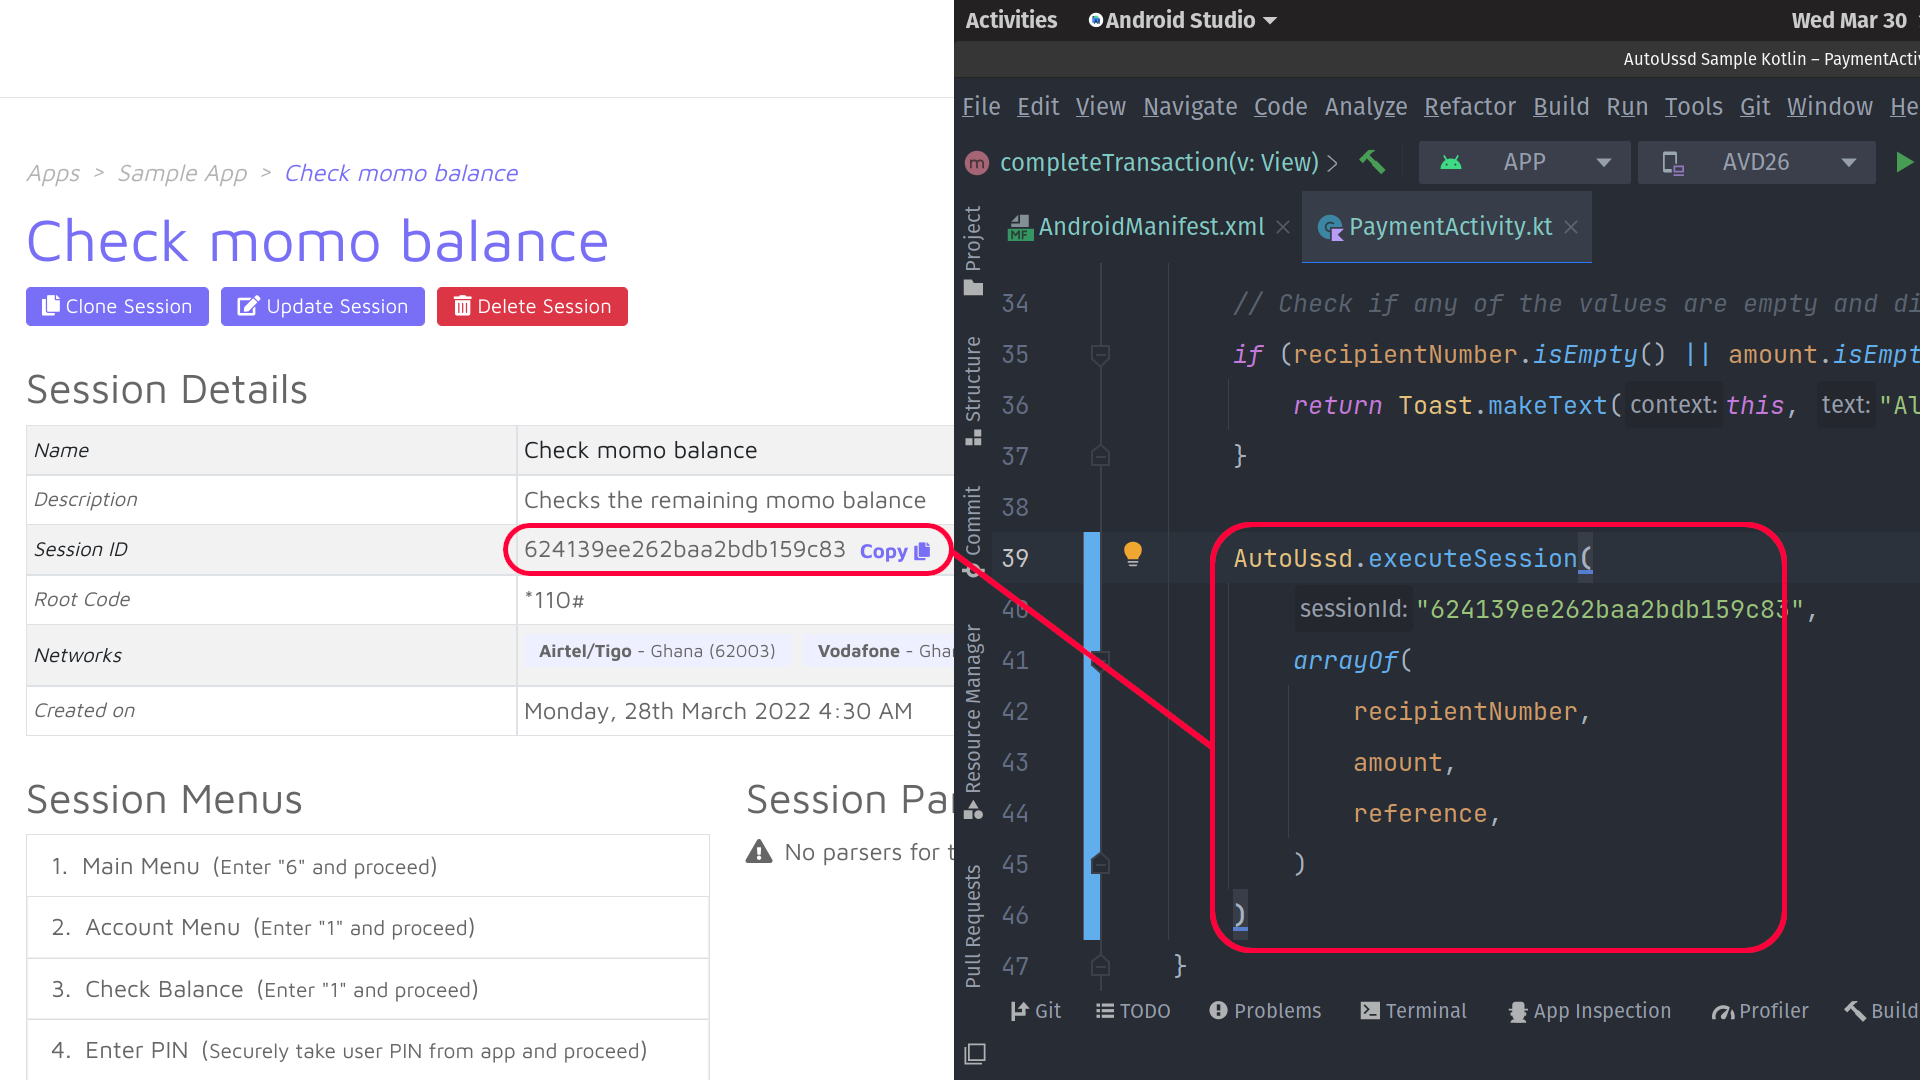 Apps > Sample App > Check momo balance
Check momo balance
Clone Session
Update Session
Delete Session
Session Details
Name Check momo balance
Description Checks the remaining momo balance
Session ID 624139ee262baa2bdb159c83 Copy
Root Code *110#
Networks Airtel/Tigo - Ghana (62003) Vodafone - Gha
Created on Monday, 28th March 2022 4:30 AM
Session Menus
1. Main Menu (Enter "6" and proceed)
2. Account Menu (Enter "1" and proceed)
3. Check Balance (Enter "1" and proceed)
4. Enter PIN (Securely take user PIN from app and proceed)
Session Pa
No parsers for t
Activities Android Studio Wed Mar 30
AutoUssd Sample Kotlin – PaymentActiv
File Edit View Navigate Code Analyze Refactor Build Run Tools Git Window He
m completeTransaction(v: View) APP AVD26
MF AndroidManifest.xml PaymentActivity.kt
Project
Structure
Commit
Resource Manager
Pull Requests
34 // Check if any of the values are empty and di
35 if (recipientNumber.isEmpty() || amount.isEmpt
36 return Toast.makeText( context: this, text: "Al
37 }
38
39 AutoUssd.executeSession(
40 sessionId: "624139ee262baa2bdb159c83",
41 arrayOf(
42 recipientNumber,
43 amount,
44 reference,
45 )
46 )
47 }
Git TODO Problems Terminal App Inspection Profiler Build